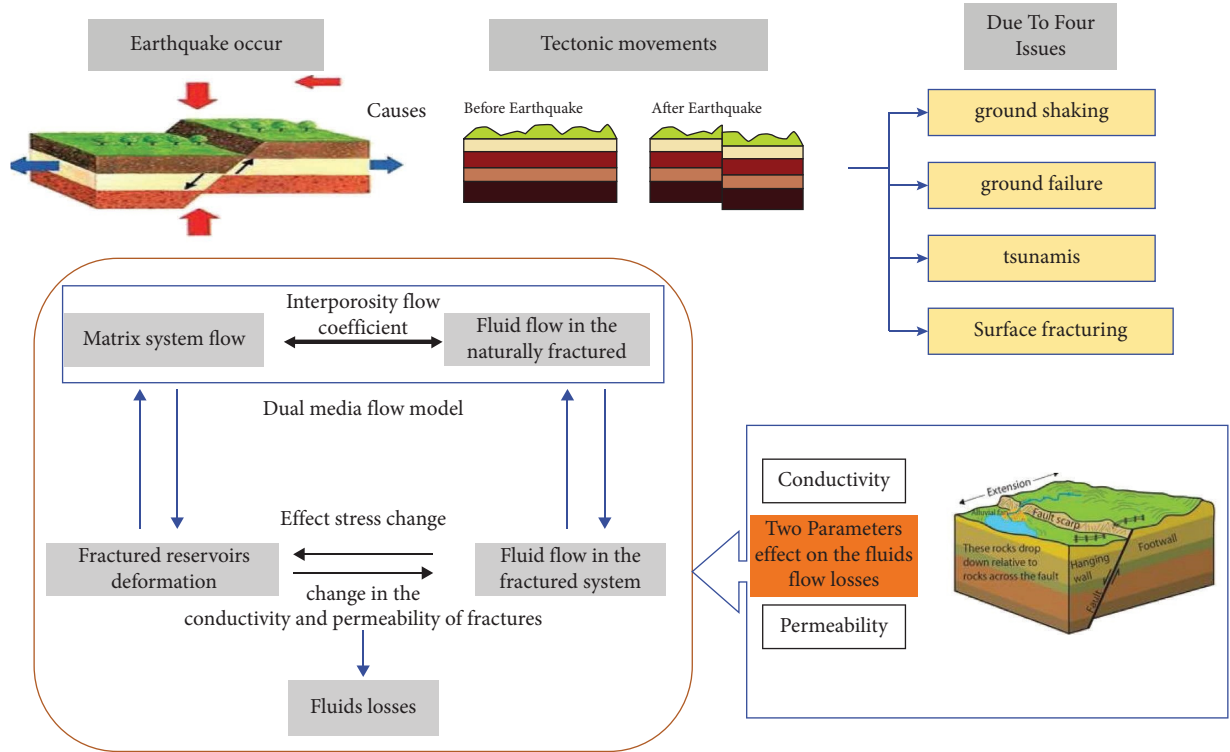 Earthquake occur
Tectonic movements
Due To Four
Issues
Causes
Before Earthquake
After Earthquake
ground shaking
ground failure
tsunamis
Surface fracturing
Interporosity flow
coefficient
Matrix system flow
Fluid flow in the
naturally fractured
Dual media flow model
Effect stress change
Fractured reservoirs
deformation
Fluid flow in the
fractured system
change in the
conductivity and permeability of fractures
Fluids losses
Conductivity
Two Parameters
effect on the fluids
flow losses
Permeability
Extension
Alluvial fan
Fault scarp
These rocks drop
down relative to
rocks across the fault
Hanging
wall
Footwall
Fault